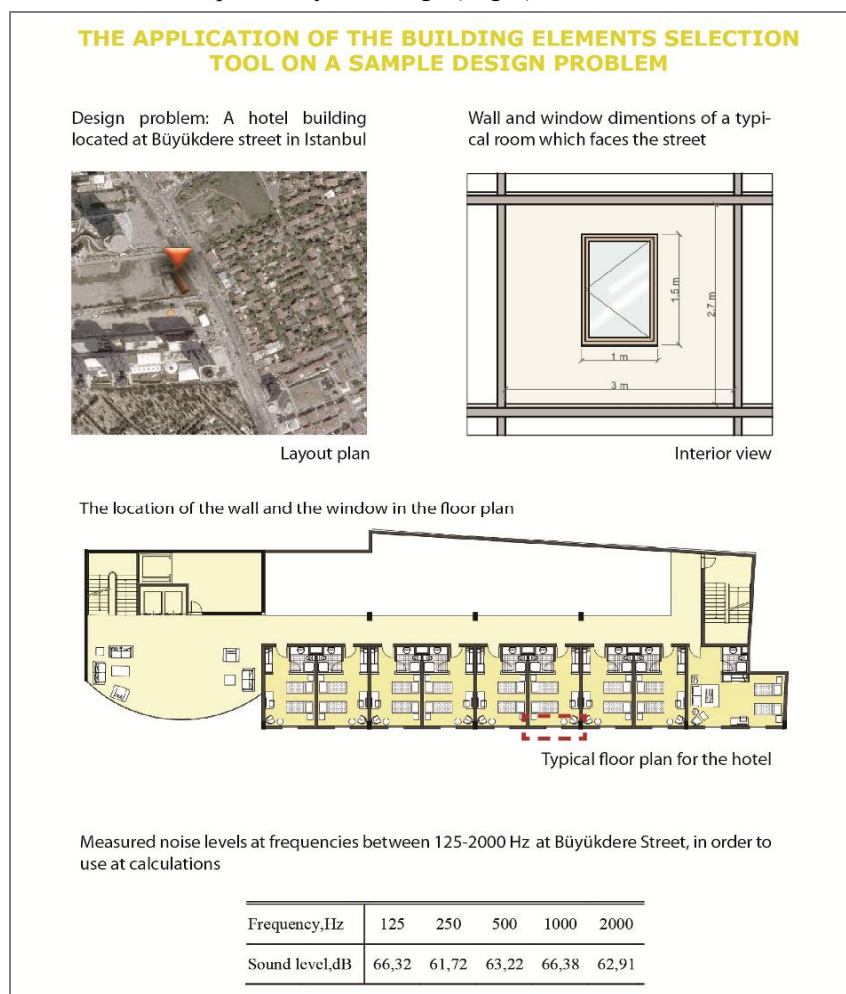 THE APPLICATION OF THE BUILDING ELEMENTS SELECTION
TOOL ON A SAMPLE DESIGN PROBLEM
Design problem: A hotel building
located at Büyükdere street in Istanbul
Wall and window dimentions of a typi-
cal room which faces the street
1.5 m
2.7 m
1 m
3 m
Layout plan
Interior view
The location of the wall and the window in the floor plan
Typical floor plan for the hotel
Measured noise levels at frequencies between 125-2000 Hz at Büyükdere Street, in order to
use at calculations
Frequency,Hz 125 250 500 1000 2000
Sound level,dB 66,32 61,72 63,22 66,38 62,91